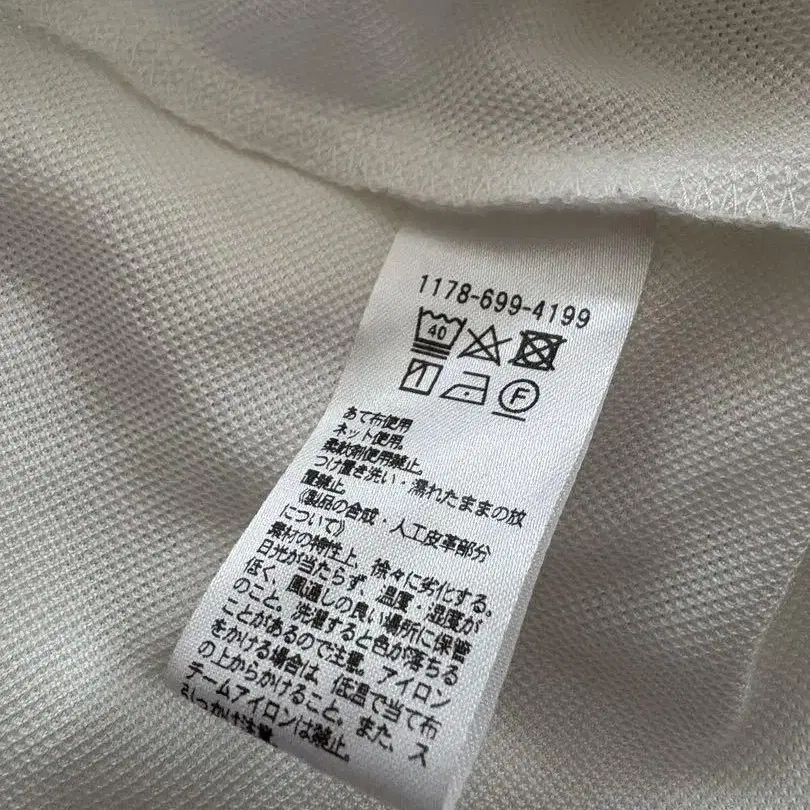 1178-699-4199
40
F
あて布使用
ネット使用。
柔軟剤使用禁止。
つけ置き洗い・濡れたままの放
置禁止。
《製品の合成・人工皮革部分
について》
素材の特性上、徐々に劣化する。
日光が当たらず、温度・湿度が
低く、風通しの良い場所に保管
のこと。洗濯すると色が落ちる
ことがあるので注意。アイロン
をかける場合は、低温で当て布
の上からかけること。また、ス
チームアイロンは禁止。
引っかけ注意。